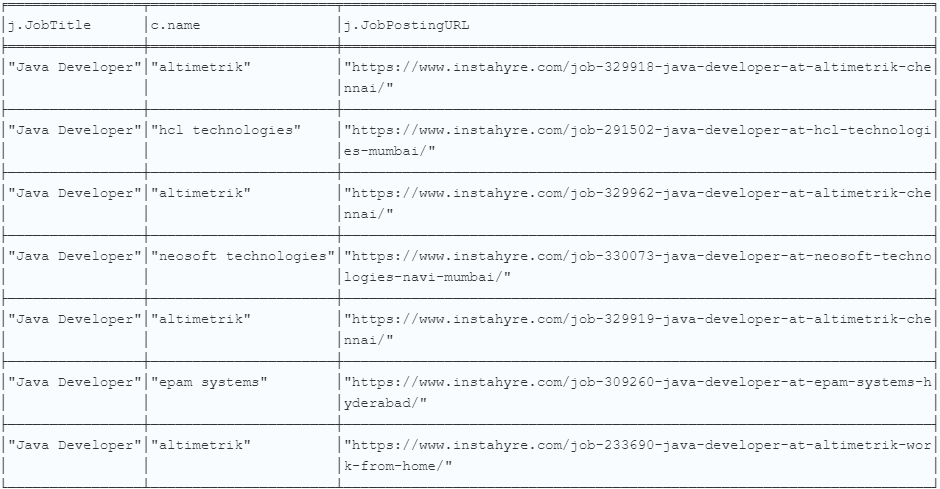 j.JobTitle c.name j.JobPostingURL
"Java Developer" "altimetrik" "https://www.instahyre.com/job-329918-java-developer-at-altimetrik-che
nnai/"
"Java Developer" "hcl technologies" "https://www.instahyre.com/job-291502-java-developer-at-hcl-technologi
es-mumbai/"
"Java Developer" "altimetrik" "https://www.instahyre.com/job-329962-java-developer-at-altimetrik-che
nnai/"
"Java Developer" "neosoft technologies" "https://www.instahyre.com/job-330073-java-developer-at-neosoft-techno
logies-navi-mumbai/"
"Java Developer" "altimetrik" "https://www.instahyre.com/job-329919-java-developer-at-altimetrik-che
nnai/"
"Java Developer" "epam systems" "https://www.instahyre.com/job-309260-java-developer-at-epam-systems-h
yderabad/"
"Java Developer" "altimetrik" "https://www.instahyre.com/job-233690-java-developer-at-altimetrik-wor
k-from-home/"